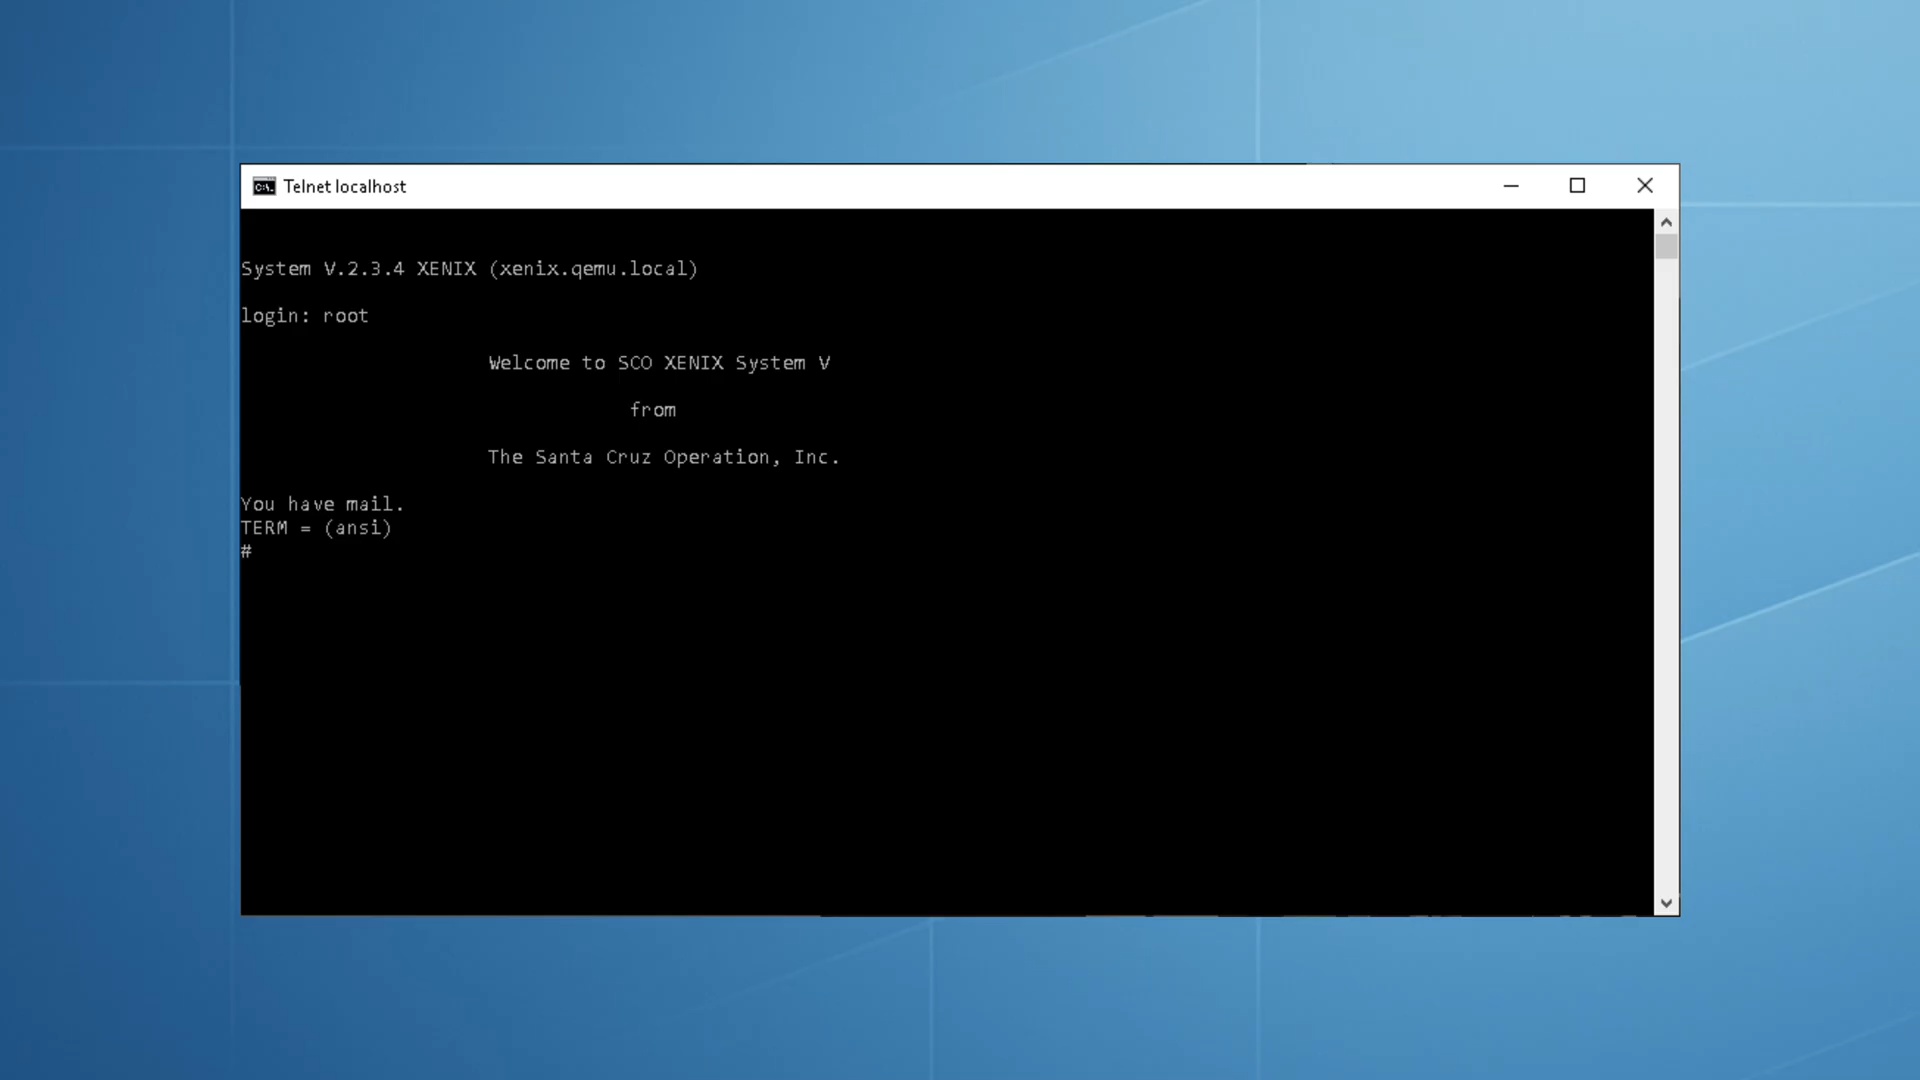 Telnet localhost
System V.2.3.4 XENIX (xenix.qemu.local)
login: root
Welcome to SCO XENIX System V
from
The Santa Cruz Operation, Inc.
You have mail.
TERM = (ansi)
#